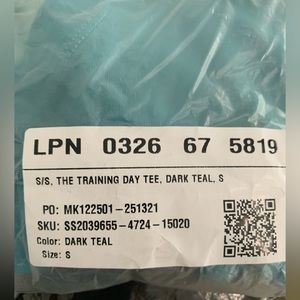 LPN 0326 67 5819
S/S, THE TRAINING DAY TEE, DARK TEAL, S
PO: MK122501-251321
SKU: SS2039655-4724-15020
Color: DARK TEAL
Size: S